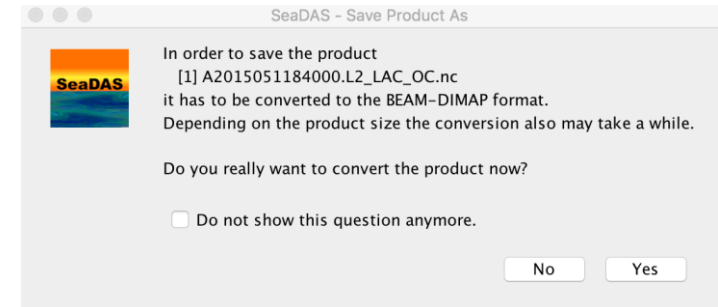 SeaDAS - Save Product As
SeaDAS
In order to save the product
[1] A2015051184000.L2_LAC_OC.nc
it has to be converted to the BEAM-DIMAP format.
Depending on the product size the conversion also may take a while.
Do you really want to convert the product now?
Do not show this question anymore.
No
Yes